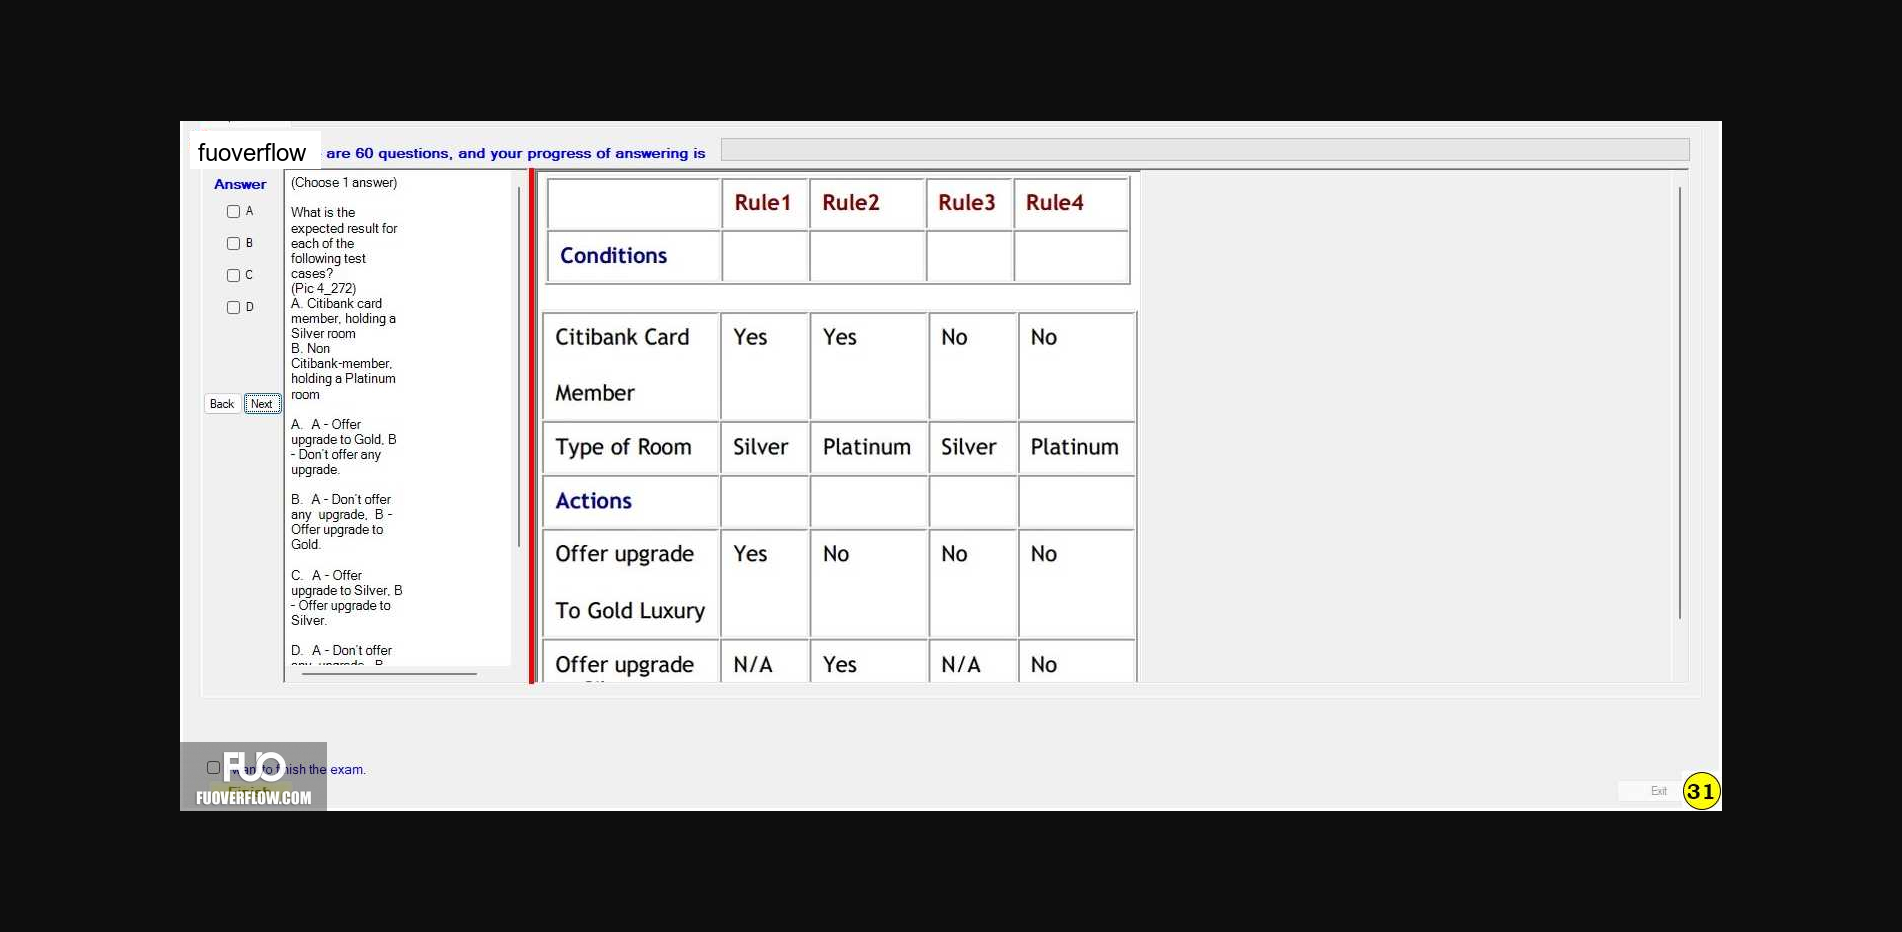 fuoverflow are 60 questions, and your progress of answering is
Answer
A
B
C
D
Back Next
(Choose 1 answer)
What is the
expected result for
each of the
following test
cases?
(Pic 4_272)
A. Citibank card
member, holding a
Silver room
B. Non
Citibank-member,
holding a Platinum
room
A. A - Offer
upgrade to Gold, B
- Don't offer any
upgrade.
B. A - Don't offer
any upgrade, B -
Offer upgrade to
Gold.
C. A - Offer
upgrade to Silver, B
- Offer upgrade to
Silver.
D. A - Don't offer
any upgrade, B
Rule1 Rule2 Rule3 Rule4
Conditions
Citibank Card Yes Yes No No
Member
Type of Room Silver Platinum Silver Platinum
Actions
Offer upgrade Yes No No No
To Gold Luxury
Offer upgrade N/A Yes N/A No
FUO
want to finish the exam.
Finish
FUOVERFLOW.COM
Exit
31